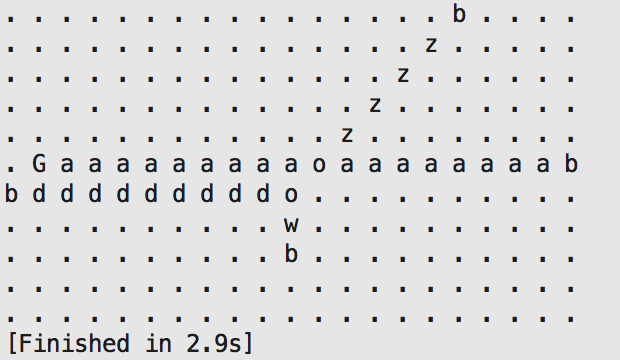 . . . . . . . . . . . . . . . . b . . . .
. . . . . . . . . . . . . . . z . . . . .
. . . . . . . . . . . . . . z . . . . . .
. . . . . . . . . . . . . z . . . . . . .
. . . . . . . . . . . . z . . . . . . . .
. G a a a a a a a a a o a a a a a a a a b
b d d d d d d d d d o . . . . . . . . . .
. . . . . . . . . . w . . . . . . . . . .
. . . . . . . . . . b . . . . . . . . . .
. . . . . . . . . . . . . . . . . . . . .
. . . . . . . . . . . . . . . . . . . . .
[Finished in 2.9s]